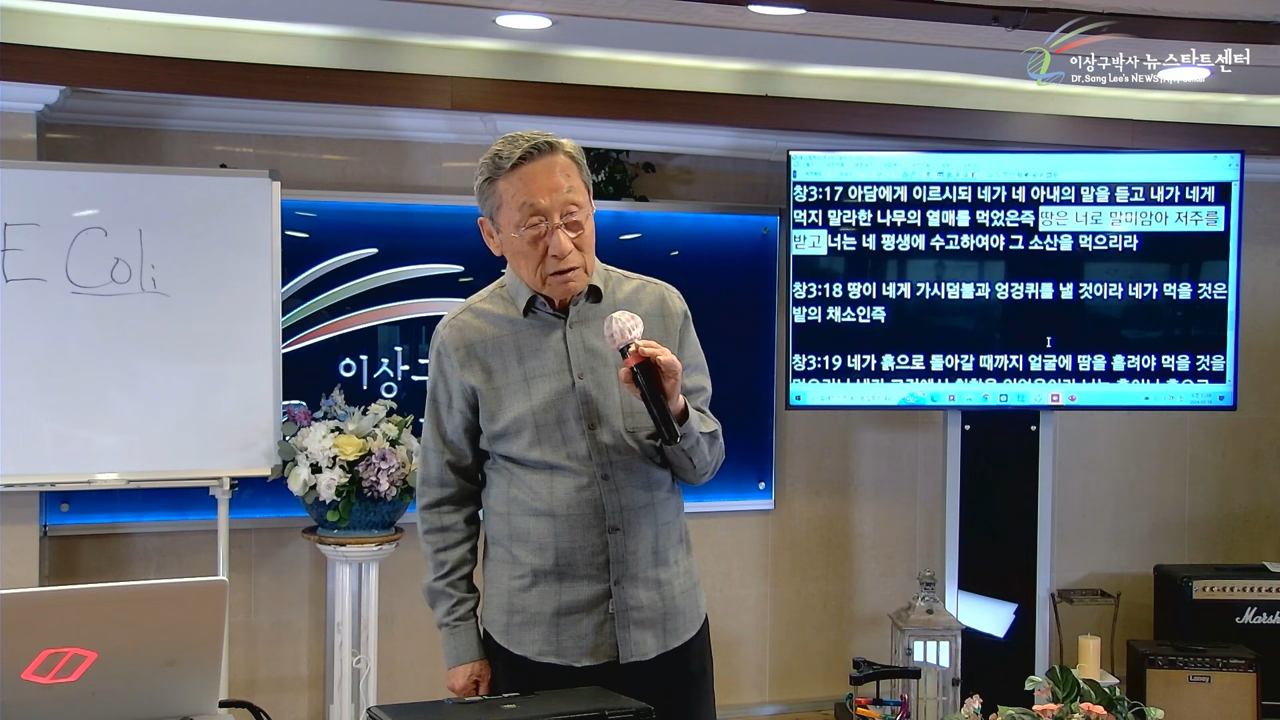 이상구박사 뉴스타트센터
Dr.Sang Lee's
E Coli
이상
창3:17 아담에게 이르시되 네가 네 아내의 말을 듣고 내가 네게
먹지 말라한 나무의 열매를 먹었은즉 땅은 너로 말미암아 저주를
받고 너는 네 평생에 수고하여야 그 소산을 먹으리라
창3:18 땅이 네게 가시덤불과 엉겅퀴를 낼 것이라 네가 먹을 것은
밭의 채소인즉
창3:19 네가 흙으로 돌아갈 때까지 얼굴에 땀을 흘려야 먹을 것을
Marsh
Laney